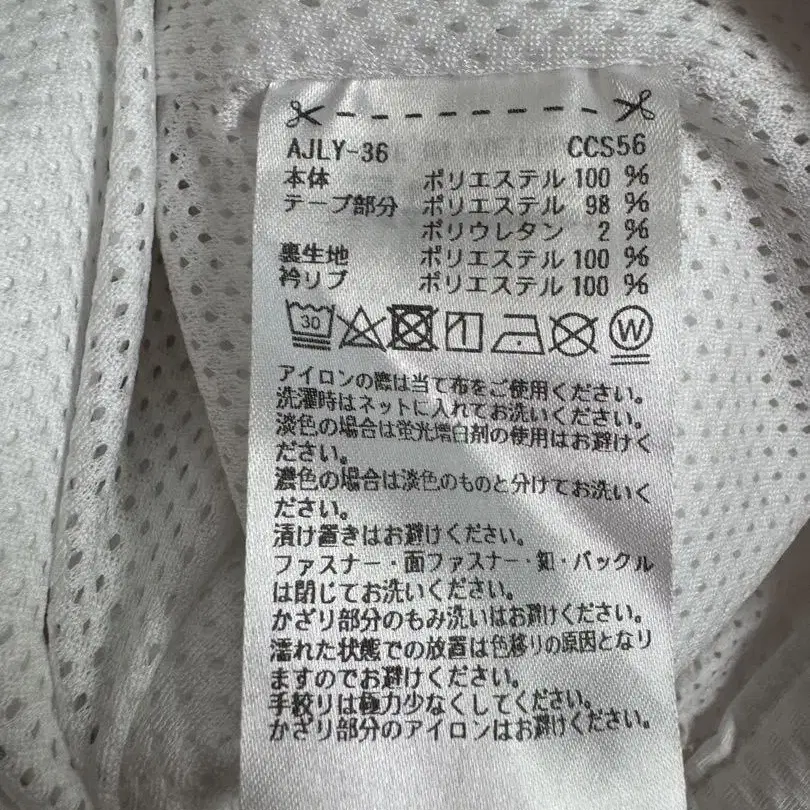 AJLY-36 CCS56
本体 ポリエステル 100 %
テープ部分 ポリエステル 98 %
ポリウレタン 2 %
裏生地 ポリエステル 100 %
衿リブ ポリエステル 100 %
30 W
アイロンの際は当て布をご使用ください。
洗濯時はネットに入れてお洗いください。
淡色の場合は蛍光増白剤の使用はお避けく
ださい。
濃色の場合は淡色のものと分けてお洗いく
ださい。
漬け置きはお避けください。
ファスナー・面ファスナー・釦・バックル
は閉じてお洗いください。
かざり部分のもみ洗いはお避けください。
濡れた状態での放置は色移りの原因となり
ますのでお避けください。
手絞りは極力少なくしてください。
かざり部分のアイロンはお避けください。